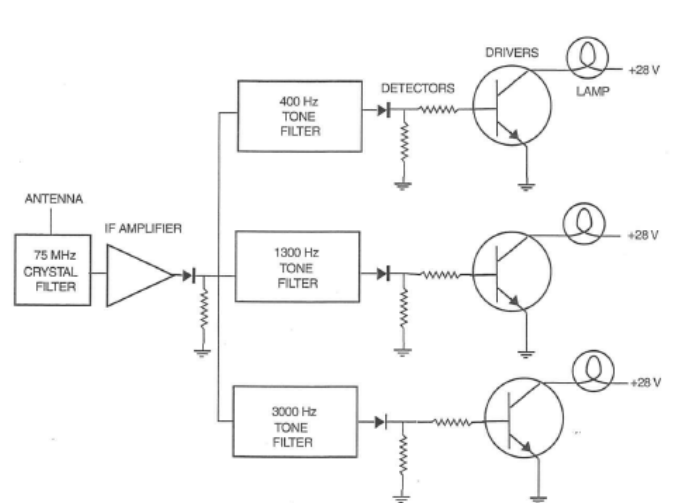 DRIVERS
+28 V
LAMP
DETECTORS
400 Hz
TONE
FILTER
ANTENNA
IF AMPLIFIER
75 MHz
CRYSTAL
FILTER
1300 Hz
TONE
FILTER
+28 V
3000 Hz
TONE
FILTER
+28 V